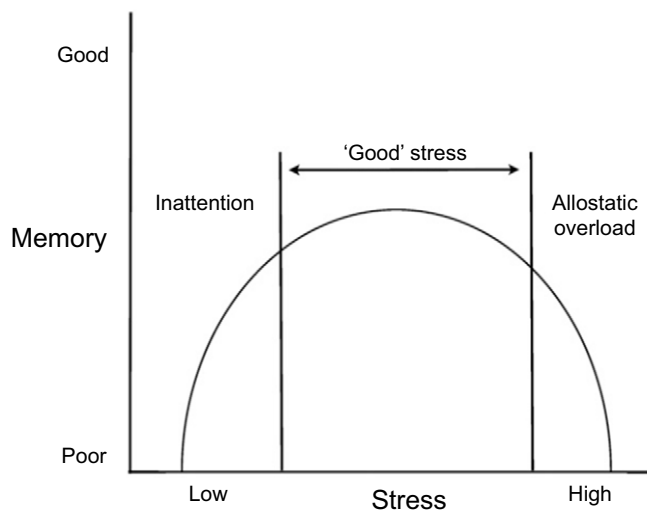 Good
‘Good’ stress
Inattention
Allostatic
overload
Memory
Poor
Low
Stress
High